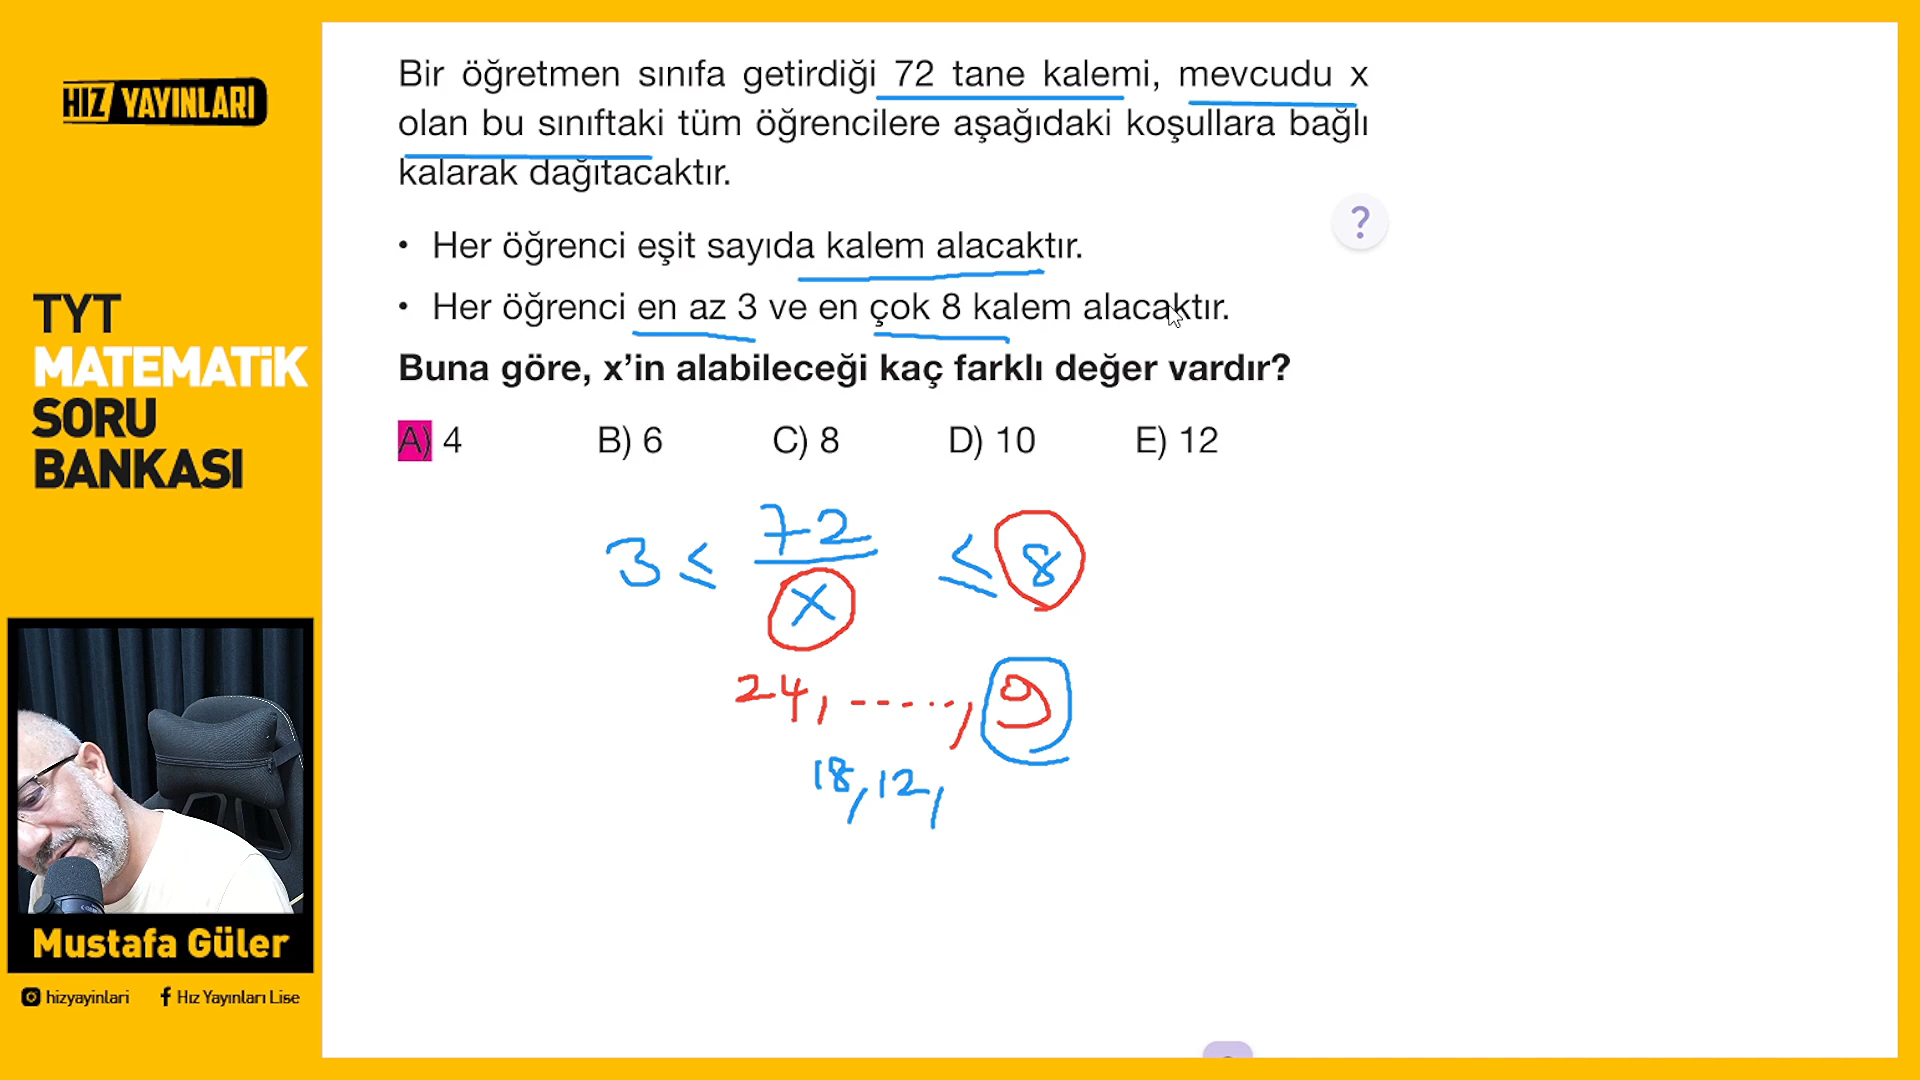 HIZ YAYINLARI
TYT
MATEMATİK
SORU
BANKASI
Bir öğretmen sınıfa getirdiği 72 tane kalemi, mevcudu x
olan bu sınıftaki tüm öğrencilere aşağıdaki koşullara bağlı
kalarak dağıtacaktır.
• Her öğrenci eşit sayıda kalem alacaktır.
• Her öğrenci en az 3 ve en çok 8 kalem alacaktır.
Buna göre, x’in alabileceği kaç farklı değer vardır?
A) 4 B) 6 C) 8 D) 10 E) 12
?
72
3 ≤ ≤ 8
x
24, ......, 9
18, 12,
Mustafa Güler
hizyayinlari Hız Yayınları Lise